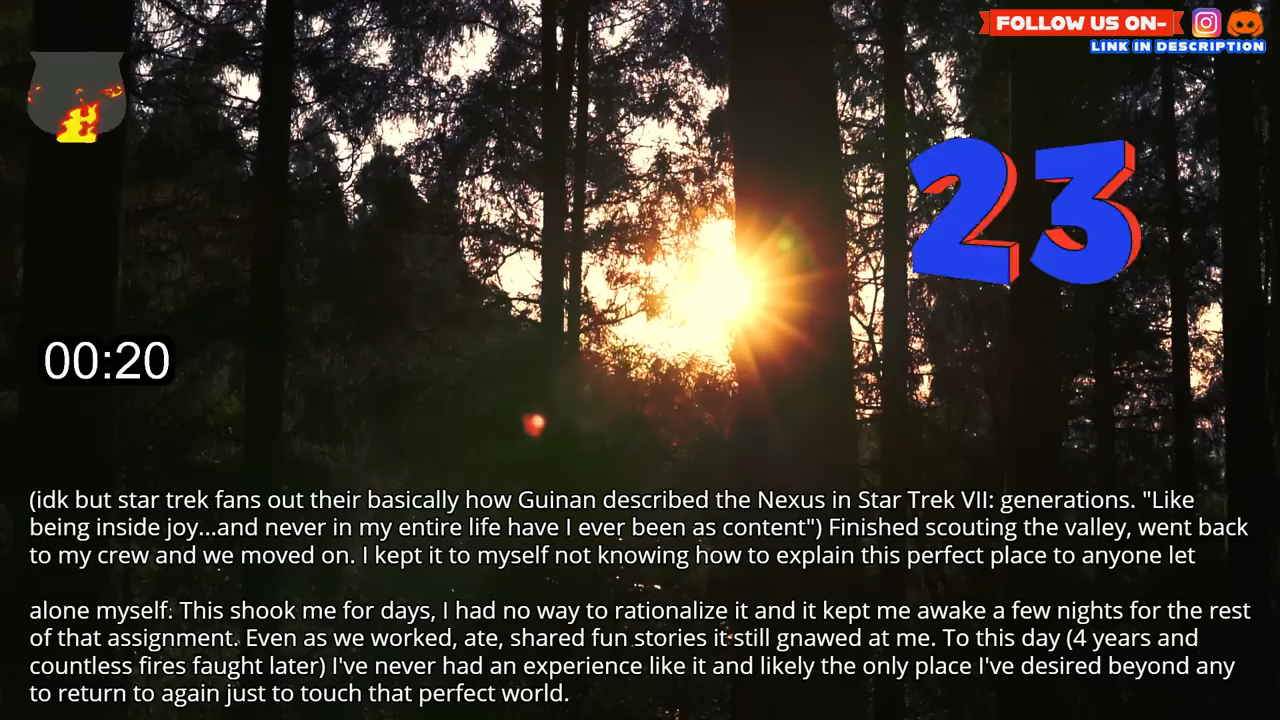 FOLLOW US ON-
LINK IN DESCRIPTION
23
00:20
(idk but star trek fans out their basically how Guinan described the Nexus in Star Trek VII: generations. "Like
being inside joy...and never in my entire life have I ever been as content") Finished scouting the valley, went back
to my crew and we moved on. I kept it to myself not knowing how to explain this perfect place to anyone let
alone myself. This shook me for days, I had no way to rationalize it and it kept me awake a few nights for the rest
of that assignment. Even as we worked, ate, shared fun stories it still gnawed at me. To this day (4 years and
countless fires faught later) I've never had an experience like it and likely the only place I've desired beyond any
to return to again just to touch that perfect world.